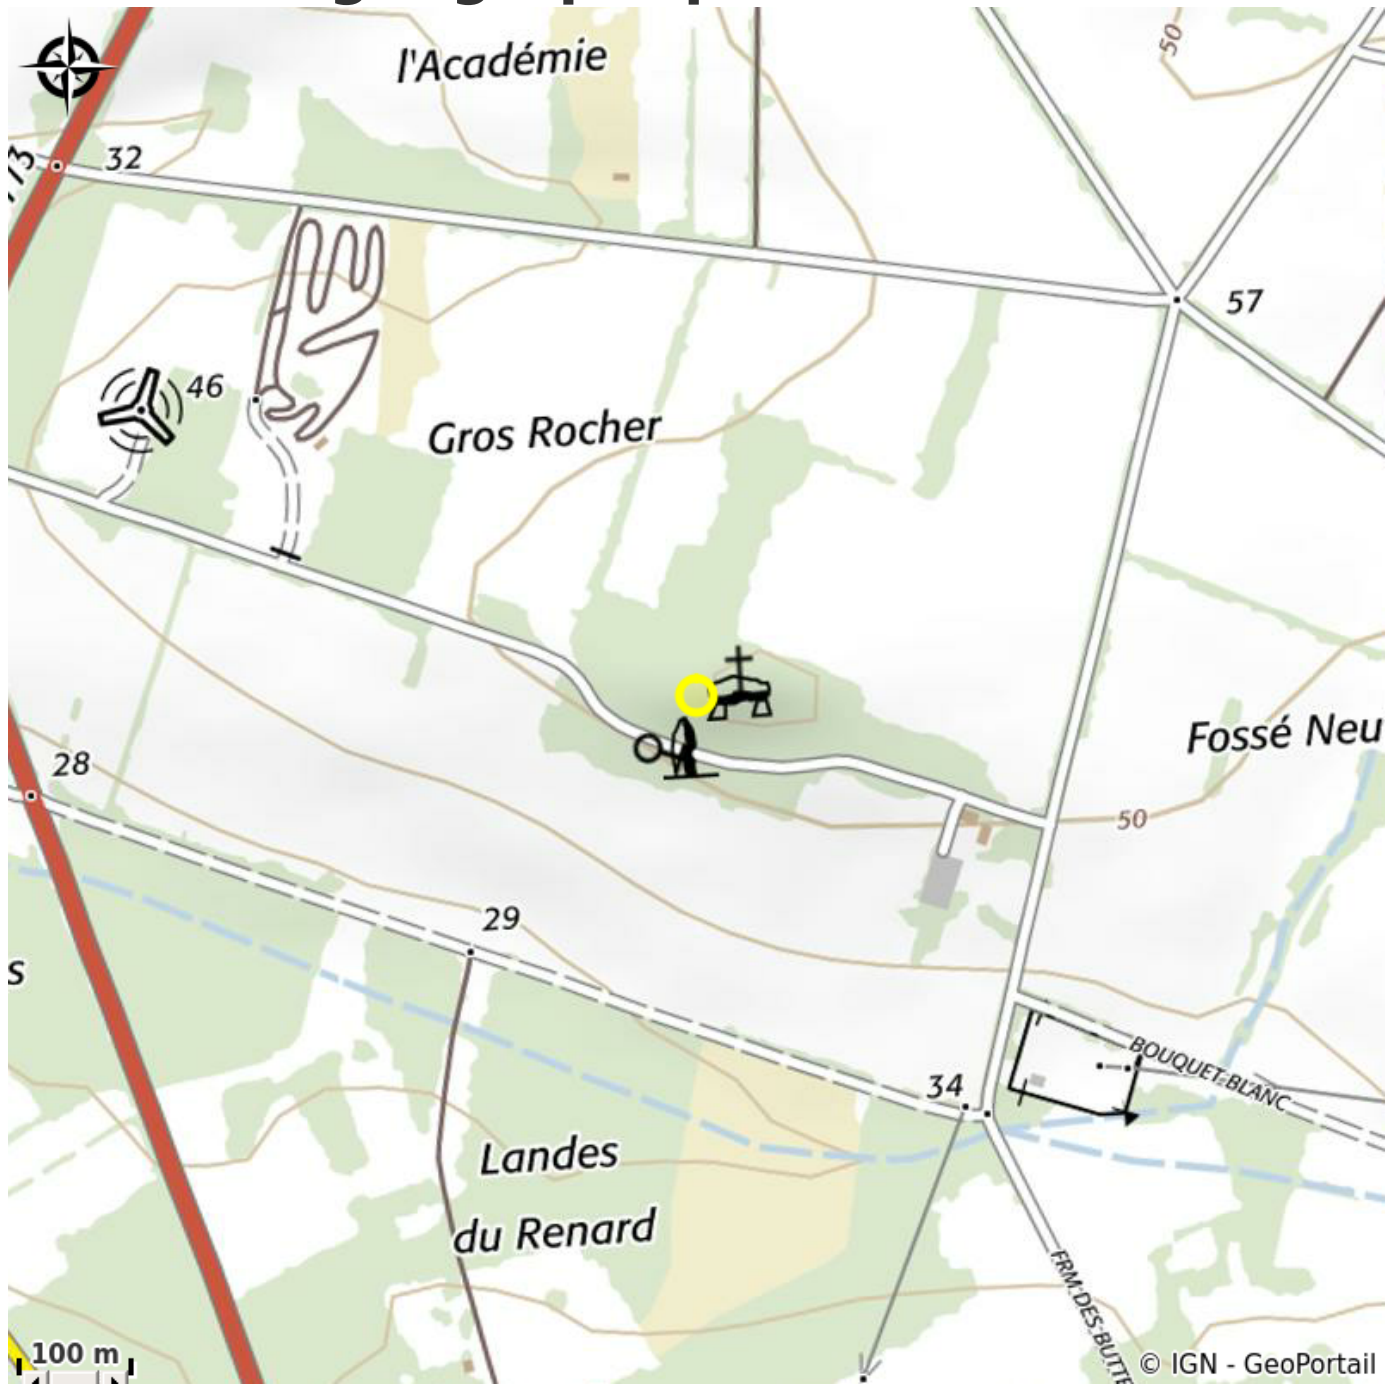 l'Académie
50
32
57
46
Gros Rocher
Fossé Neu
28
50
29
BOUQUET-BLANC
34
Landes
du Renard
FRM DES BUTTE
100 m
© IGN - GeoPortail